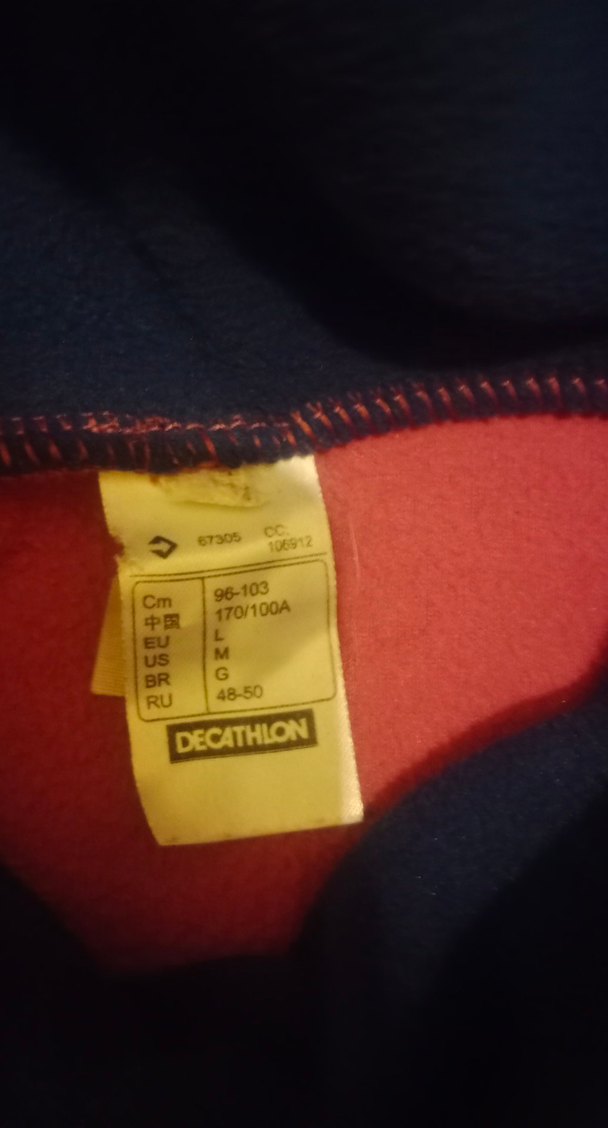 67305 CC:
106912
Cm 96-103
中国 170/100A
EU L
US M
BR G
RU 48-50
DECATHLON